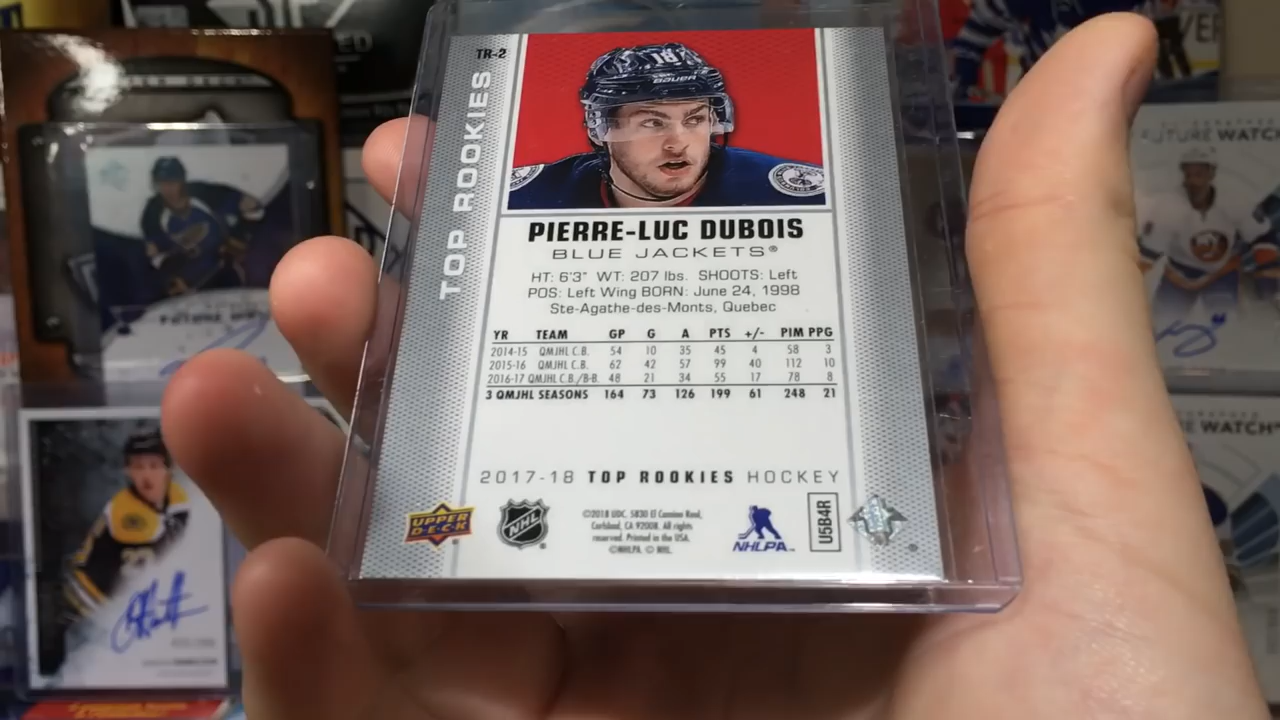 TR-2
TOP ROOKIES
18
BAUER
PIERRE-LUC DUBOIS
BLUE JACKETS®
HT: 6'3" WT: 207 lbs. SHOOTS: Left
POS: Left Wing BORN: June 24, 1998
Ste-Agathe-des-Monts, Quebec
YR TEAM GP G A PTS +/- PIM PPG
2014-15 QMJHL C.B. 54 10 35 45 4 58 3
2015-16 QMJHL C.B. 62 42 57 99 40 112 10
2016-17 QMJHL C.B./B-B. 48 21 34 55 17 78 8
3 QMJHL SEASONS 164 73 126 199 61 248 21
2017-18 TOP ROOKIES HOCKEY
UPPER DECK
NHL
©2018 UDC. 5830 El Camino Real,
Carlsbad, CA 92008. All rights
reserved. Printed in the USA.
©NHLPA. © NHL.
NHLPA
U5B4R
FUTURE WATCH
WATCH